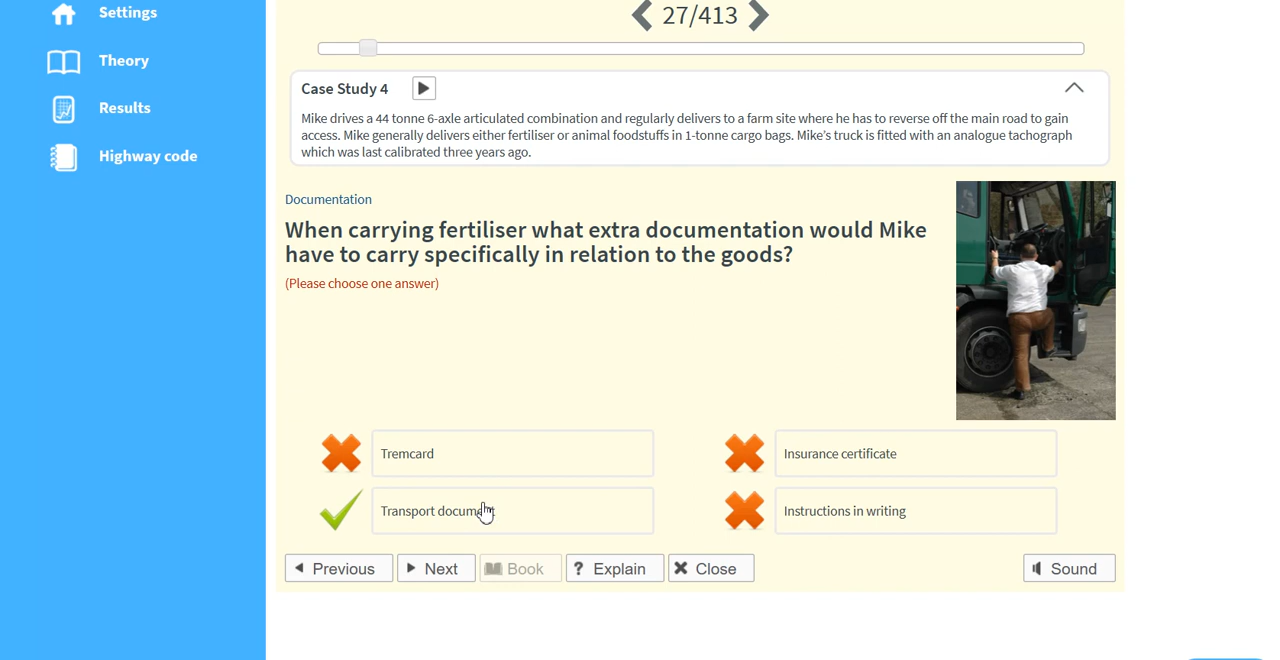 Settings
Theory
Results
Highway code
27/413
Case Study 4
Mike drives a 44 tonne 6-axle articulated combination and regularly delivers to a farm site where he has to reverse off the main road to gain
access. Mike generally delivers either fertiliser or animal foodstuffs in 1-tonne cargo bags. Mike's truck is fitted with an analogue tachograph
which was last calibrated three years ago.
Documentation
When carrying fertiliser what extra documentation would Mike
have to carry specifically in relation to the goods?
(Please choose one answer)
Tremcard
Insurance certificate
Transport document
Instructions in writing
Previous
Next
Book
? Explain
Close
Sound